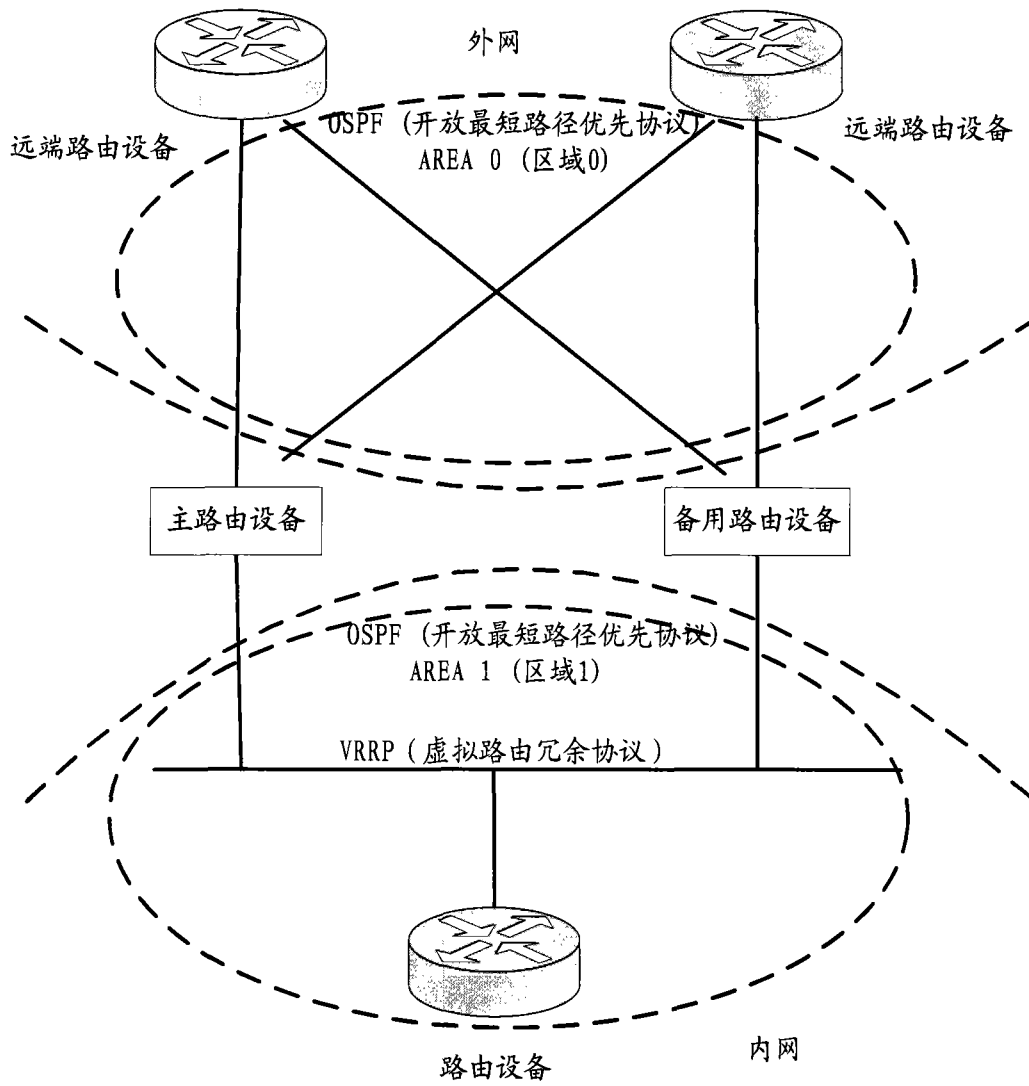 外网
OSPF (开放最短路径优先协议)
AREA 0 (区域0)
远端路由设备
远端路由设备
主路由设备
备用路由设备
OSPF (开放最短路径优先协议)
AREA 1 (区域1)
VRRP (虚拟路由冗余协议)
路由设备
内网